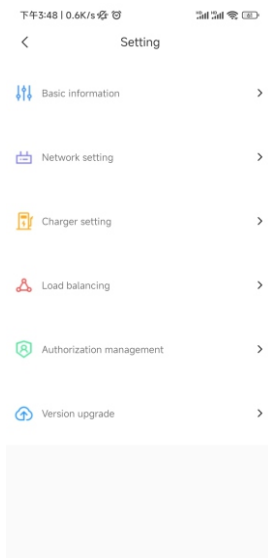 下午3:48 | 0.6K/s
Setting
Basic information
Network setting
Charger setting
Load balancing
Authorization management
Version upgrade